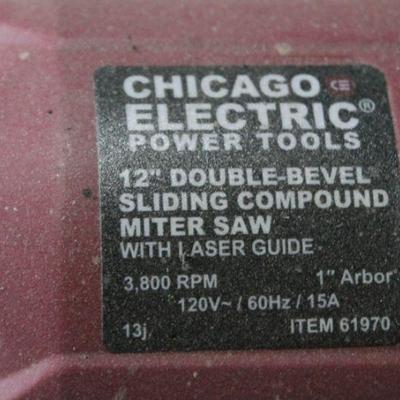 CHICAGO CE
ELECTRIC®
POWER TOOLS
12" DOUBLE-BEVEL
SLIDING COMPOUND
MITER SAW
WITH LASER GUIDE
3,800 RPM 1" Arbor
120V~ / 60Hz / 15A
13j ITEM 61970